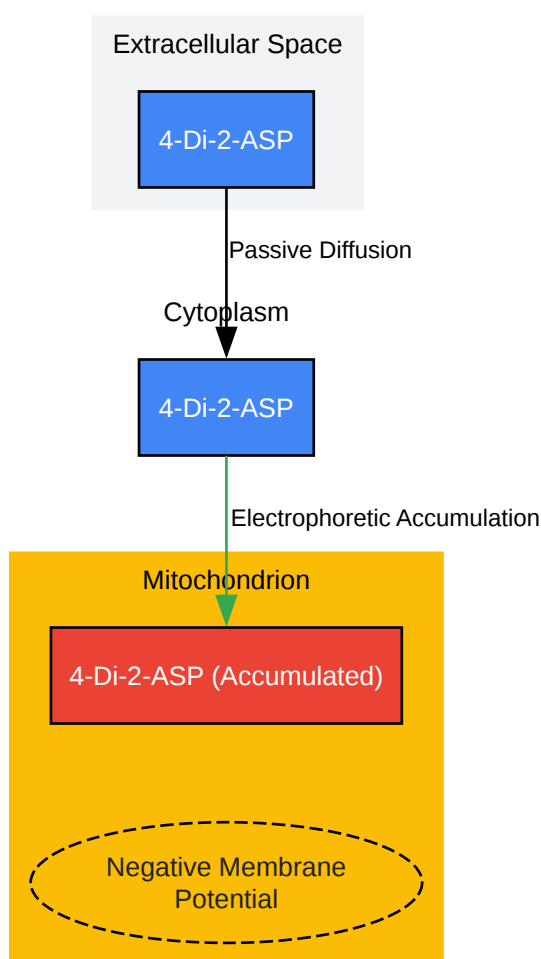 Extracellular Space
4-Di-2-ASP
Passive Diffusion
Cytoplasm
4-Di-2-ASP
Electrophoretic Accumulation
Mitochondrion
4-Di-2-ASP (Accumulated)
Negative Membrane
Potential